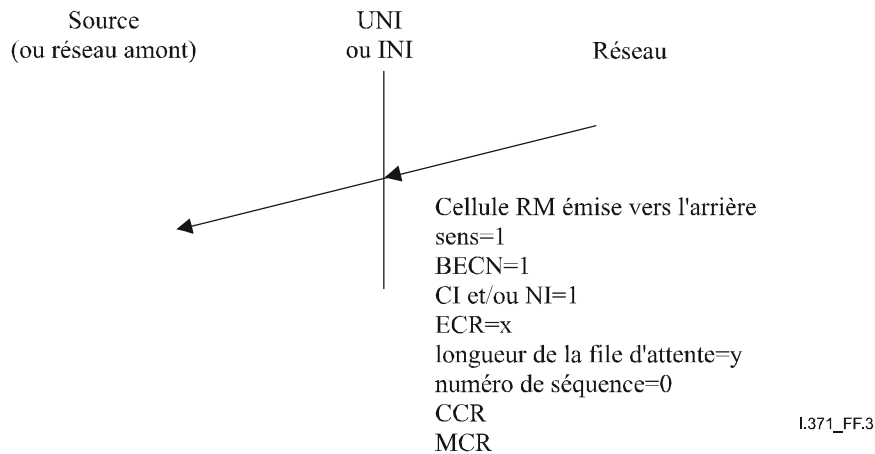 Source
(ou réseau amont)
UNI
ou INI
Réseau
Cellule RM émise vers l'arrière
sens=1
BECN=1
CI et/ou NI=1
ECR=x
longueur de la file d'attente=y
numéro de séquence=0
CCR
MCR
I.371_FF.3